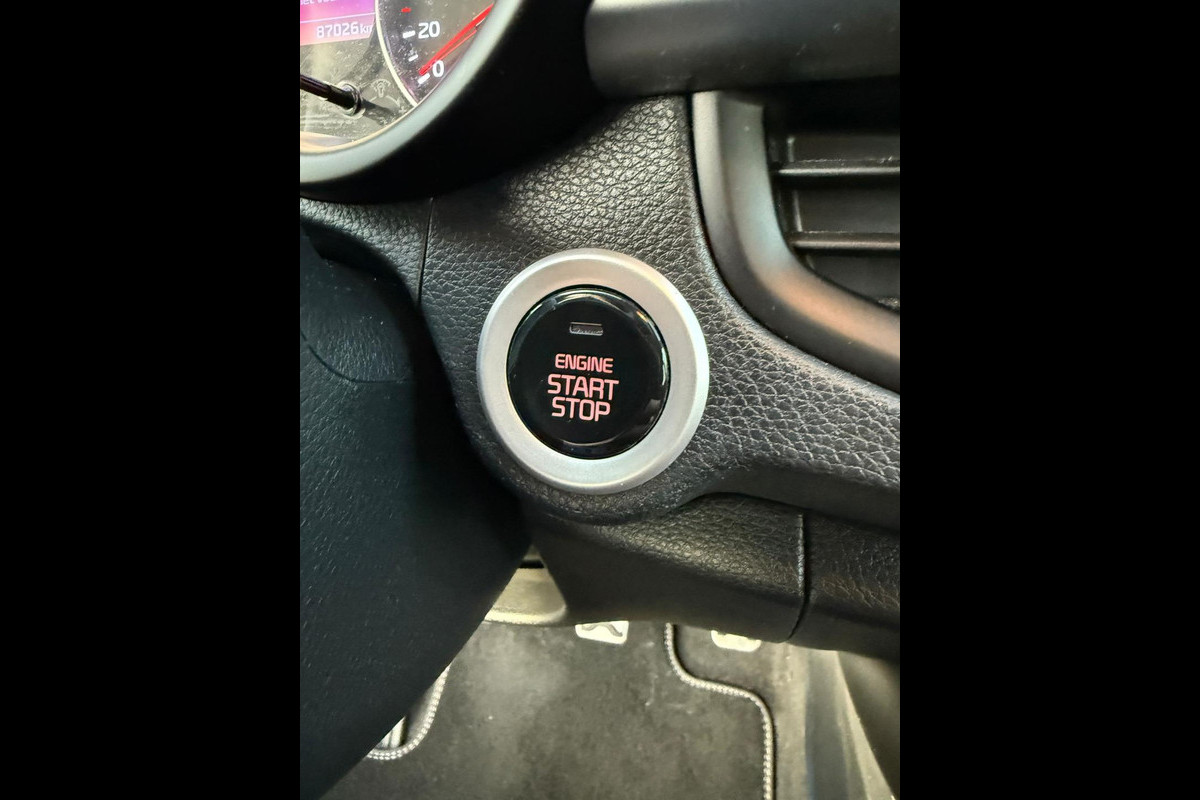 87026km
20
0
ENGINE
START
STOP